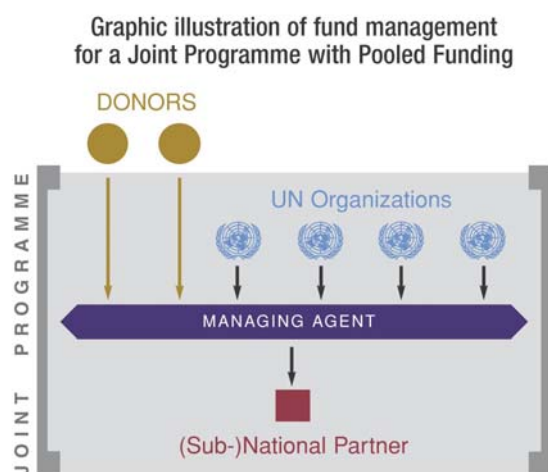 Graphic illustration of fund management
for a Joint Programme with Pooled Funding
DONORS
JOINT PROGRAMME
UN Organizations
MANAGING AGENT
(Sub-)National Partner